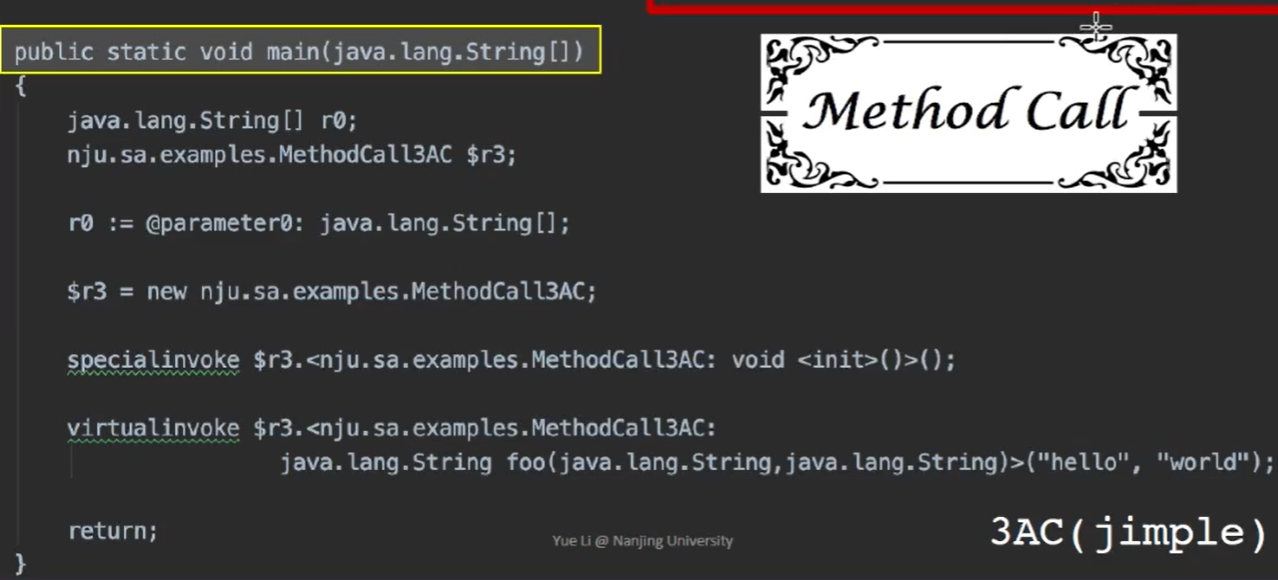 public static void main(java.lang.String[])
{
java.lang.String[] r0;
nju.sa.examples.MethodCall3AC $r3;
r0 := @parameter0: java.lang.String[];
$r3 = new nju.sa.examples.MethodCall3AC;
specialinvoke $r3.<nju.sa.examples.MethodCall3AC: void <init>()>();
virtualinvoke $r3.<nju.sa.examples.MethodCall3AC:
java.lang.String foo(java.lang.String,java.lang.String)>("hello", "world");
return;
}
Method Call
3AC(jimple)
Yue Li @ Nanjing University